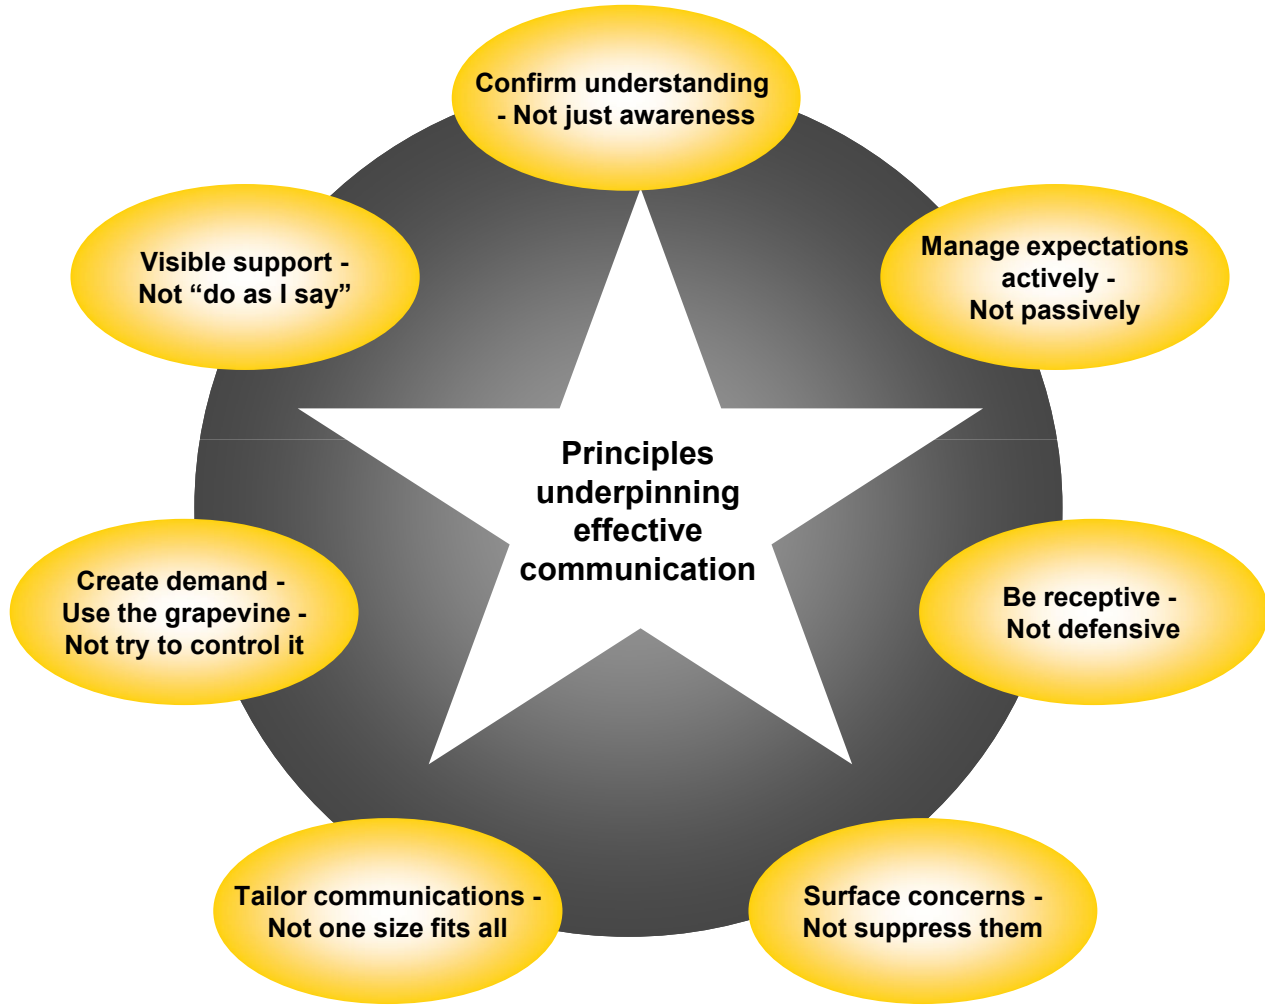 Confirm understanding
- Not just awareness
Manage expectations
actively -
Not passively
Be receptive -
Not defensive
Surface concerns -
Not suppress them
Tailor communications -
Not one size fits all
Create demand -
Use the grapevine -
Not try to control it
Visible support -
Not “do as I say”
Principles
underpinning
effective
communication